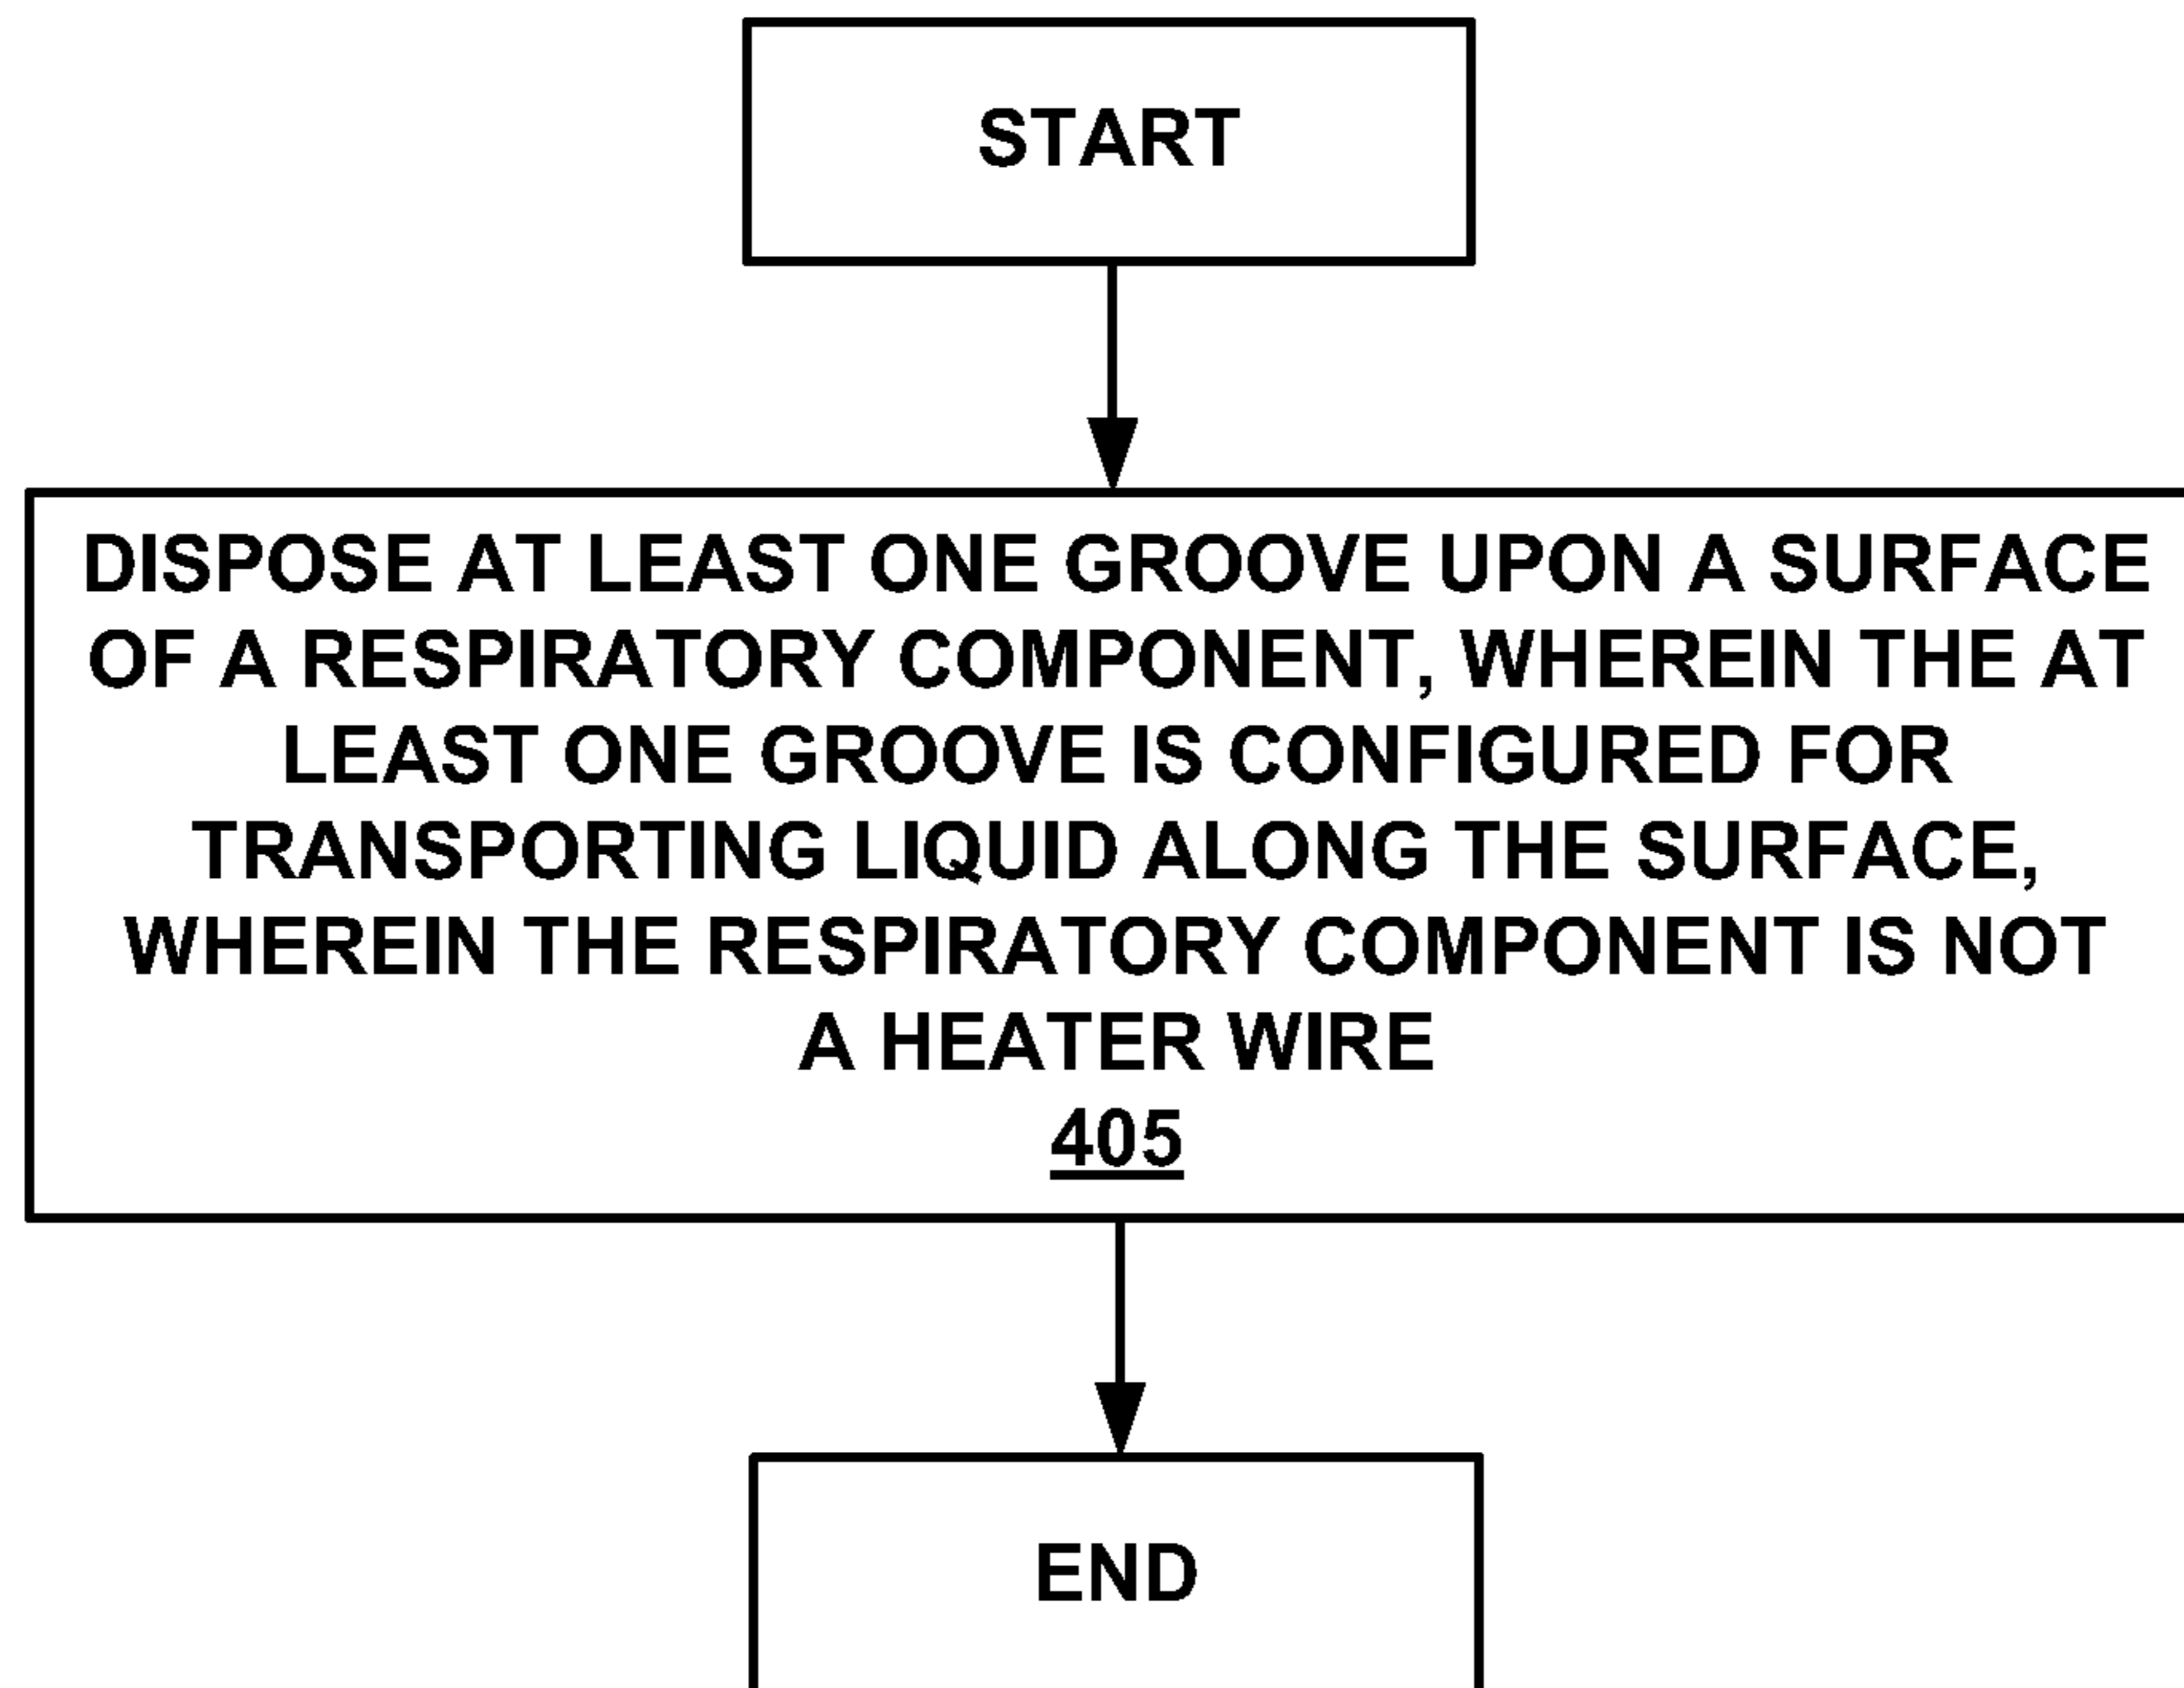 START
DISPOSE AT LEAST ONE GROOVE UPON A SURFACE
OF A RESPIRATORY COMPONENT, WHEREIN THE AT
LEAST ONE GROOVE IS CONFIGURED FOR
TRANSPORTING LIQUID ALONG THE SURFACE,
WHEREIN THE RESPIRATORY COMPONENT IS NOT
A HEATER WIRE
405
END